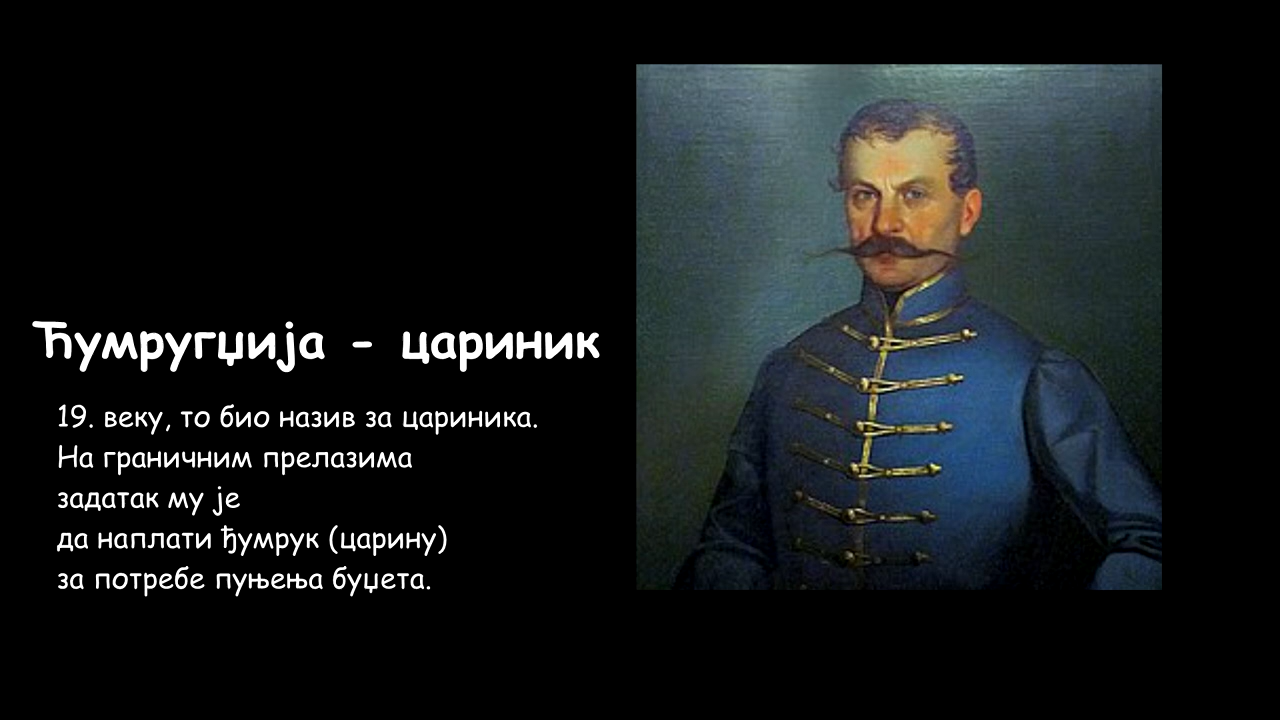 Ђумругџија - цариник
19. веку, то био назив за цариника.
На граничним прелазима
задатак му је
да наплати ђумрук (царину)
за потребе пуњења буџета.